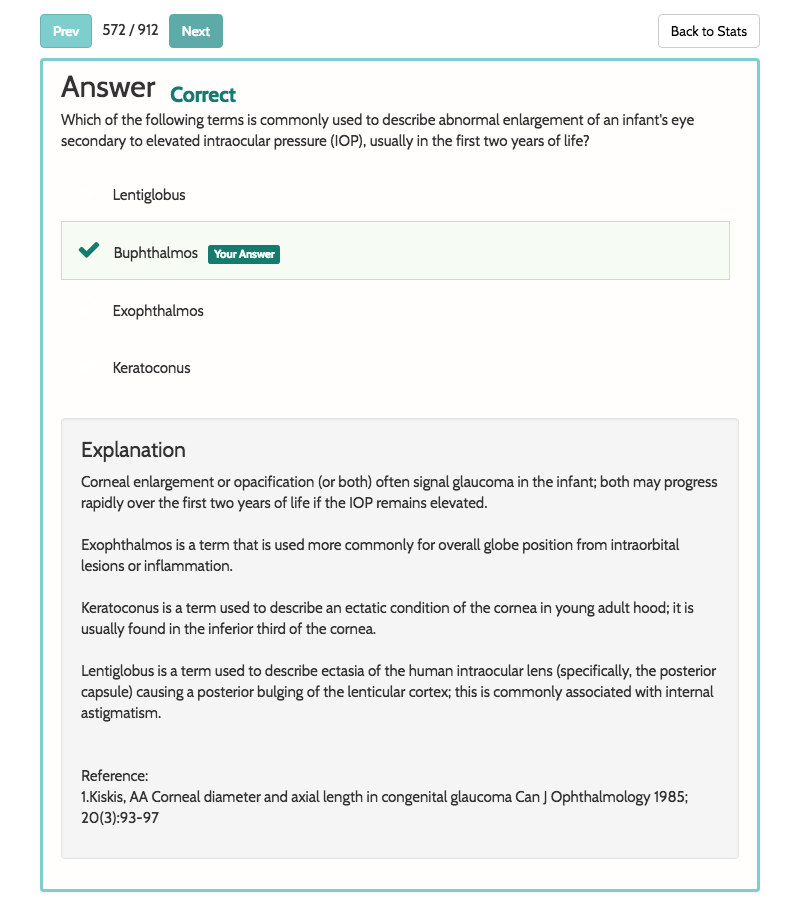 Prev 572 / 912 Next Back to Stats
Answer Correct
Which of the following terms is commonly used to describe abnormal enlargement of an infant's eye
secondary to elevated intraocular pressure (IOP), usually in the first two years of life?
Lentiglobus
Buphthalmos Your Answer
Exophthalmos
Keratoconus
Explanation
Corneal enlargement or opacification (or both) often signal glaucoma in the infant; both may progress
rapidly over the first two years of life if the IOP remains elevated.
Exophthalmos is a term that is used more commonly for overall globe position from intraorbital
lesions or inflammation.
Keratoconus is a term used to describe an ectatic condition of the cornea in young adult hood; it is
usually found in the inferior third of the cornea.
Lentiglobus is a term used to describe ectasia of the human intraocular lens (specifically, the posterior
capsule) causing a posterior bulging of the lenticular cortex; this is commonly associated with internal
astigmatism.
Reference:
1.Kiskis, AA Corneal diameter and axial length in congenital glaucoma Can J Ophthalmology 1985;
20(3):93-97